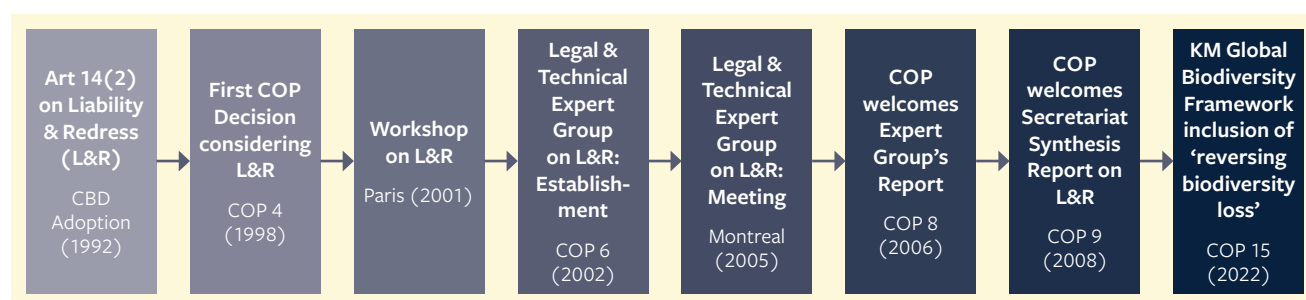 Art 14(2)
on Liability
& Redress
(L&R)
CBD
Adoption
(1992)
First COP
Decision
considering
L&R
COP 4
(1998)
Workshop
on L&R
Paris (2001)
Legal &
Technical
Expert
Group
on L&R:
Establish-
ment
COP 6
(2002)
Legal &
Technical
Expert
Group
on L&R:
Meeting
Montreal
(2005)
COP
welcomes
Expert
Group’s
Report
COP 8
(2006)
COP
welcomes
Secretariat
Synthesis
Report on
L&R
COP 9
(2008)
KM Global
Biodiversity
Framework
inclusion of
‘reversing
biodiversity
loss’
COP 15
(2022)